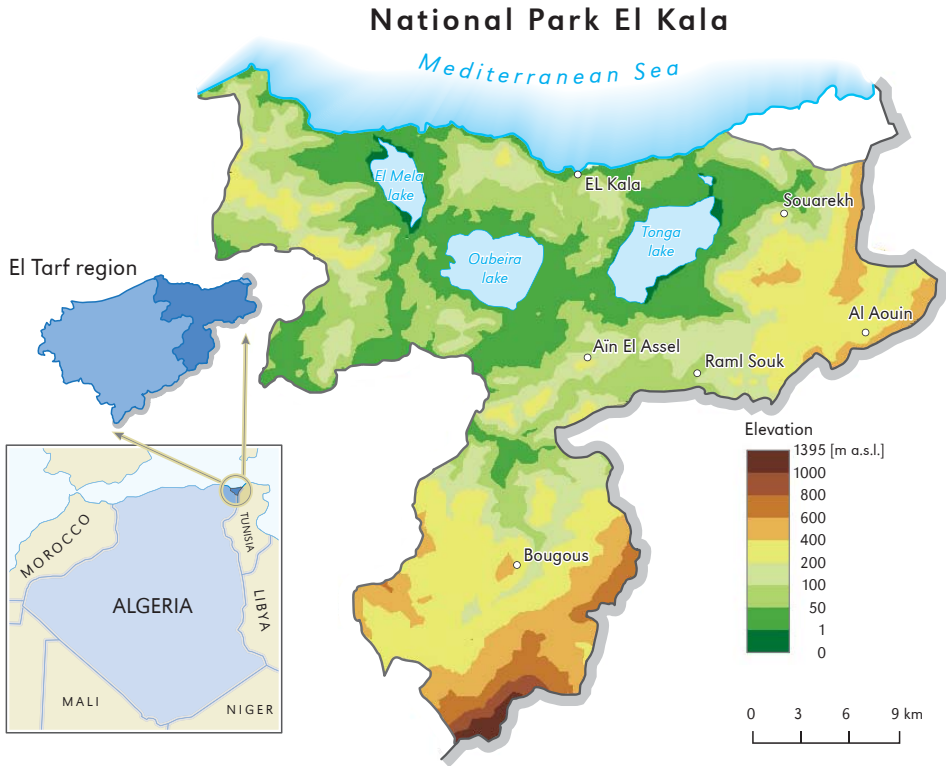 National Park El Kala
Mediterranean Sea
El Mela
lake
EL Kala
Souarekh
Tonga
lake
Oubeira
lake
El Tarf region
Al Aouin
Aïn El Assel
Raml Souk
Elevation
1395 [m a.s.l.]
1000
800
600
400
200
100
50
1
0
Bougous
MOROCCO
TUNISIA
ALGERIA
LIBYA
MALI
NIGER
0 3 6 9 km